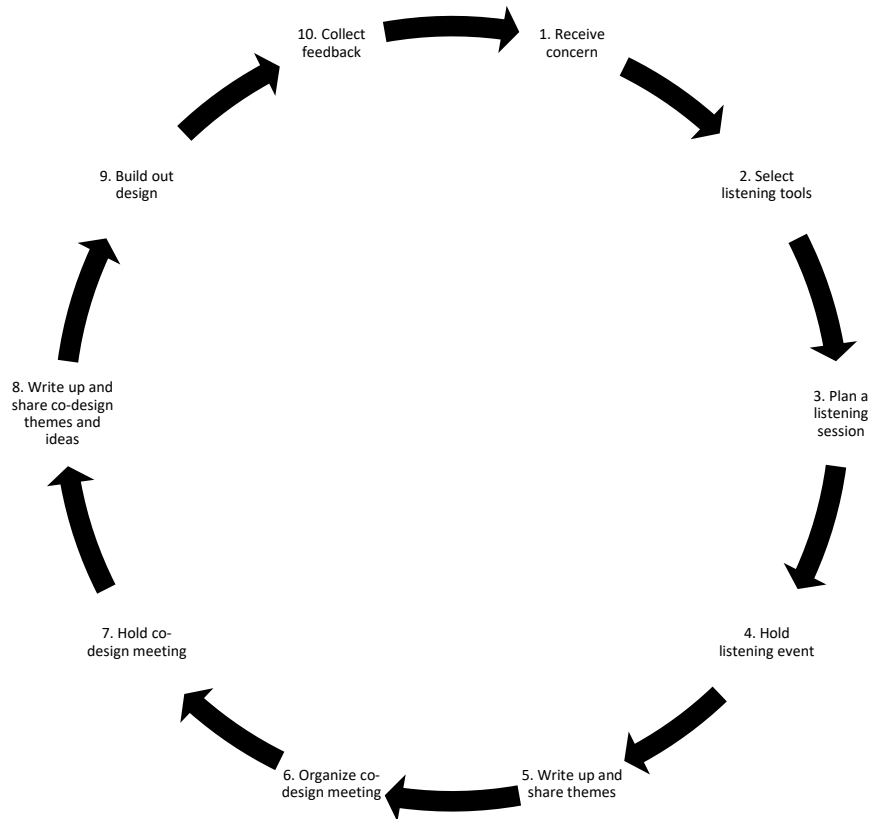 1. Receive
concern
2. Select
listening tools
3. Plan a
listening
session
4. Hold
listening event
5. Write up and
share themes
6. Organize co-
design meeting
7. Hold co-
design meeting
8. Write up and
share co-design
themes and
ideas
9. Build out
design
10. Collect
feedback